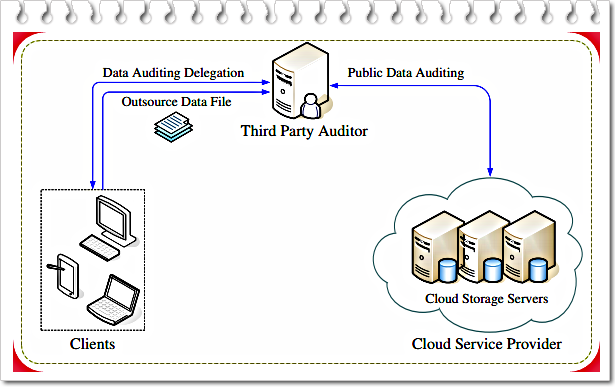 Data Auditing Delegation
Public Data Auditing
Outsource Data File
Third Party Auditor
Cloud Storage Servers
Clients
Cloud Service Provider